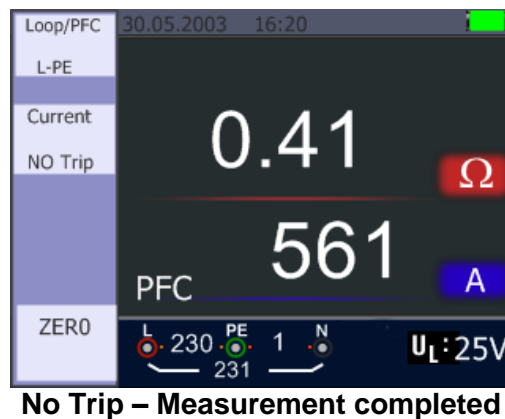 Loop/PFC
30.05.2003 16:20
L-PE
Current
NO Trip
0.41
Ω
561
PFC
A
ZER0
L 230 PE 1 N
231
UL:25V
No Trip – Measurement completed